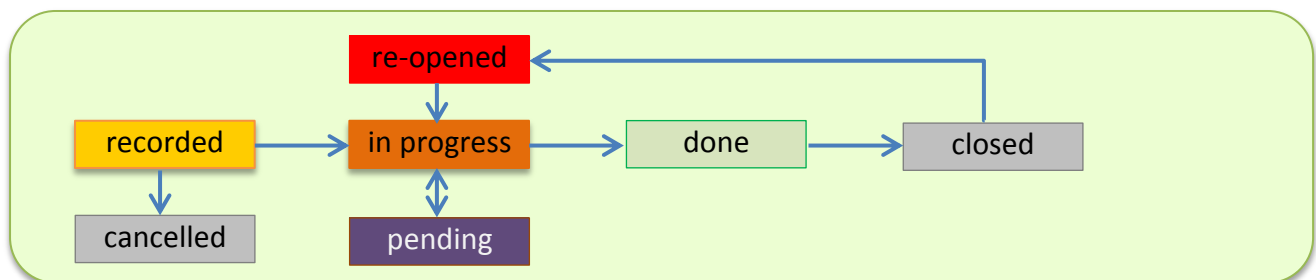 re-opened
recorded
in progress
done
closed
cancelled
pending